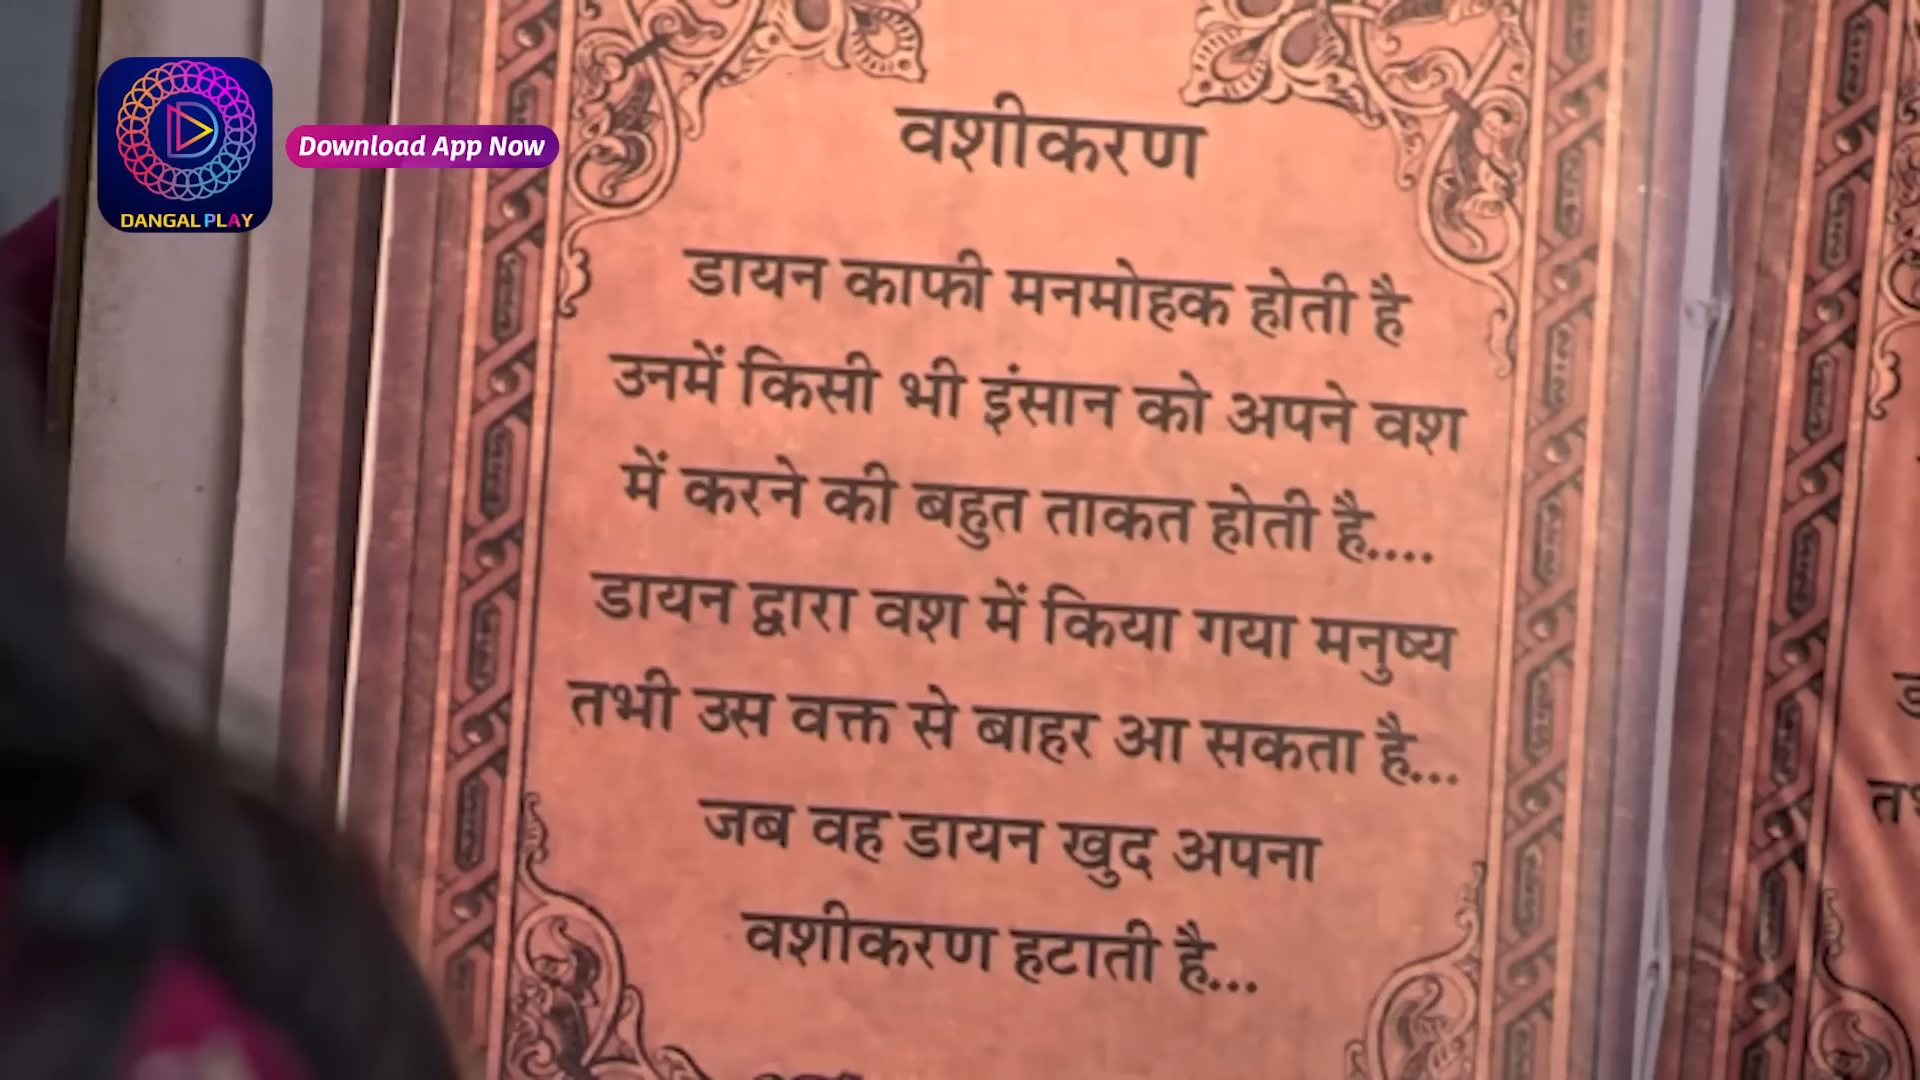 DANGAL PLAY
Download App Now
वशीकरण
डायन काफी मनमोहक होती है
उनमें किसी भी इंसान को अपने वश
में करने की बहुत ताकत होती है....
डायन द्वारा वश में किया गया मनुष्य
तभी उस वक्त से बाहर आ सकता है...
जब वह डायन खुद अपना
वशीकरण हटाती है...